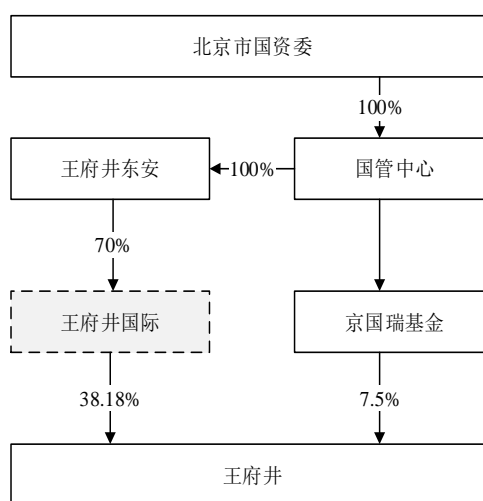 北京市国资委
100%
王府井东安
100%
国管中心
70%
王府井国际
京国瑞基金
38.18%
7.5%
王府井